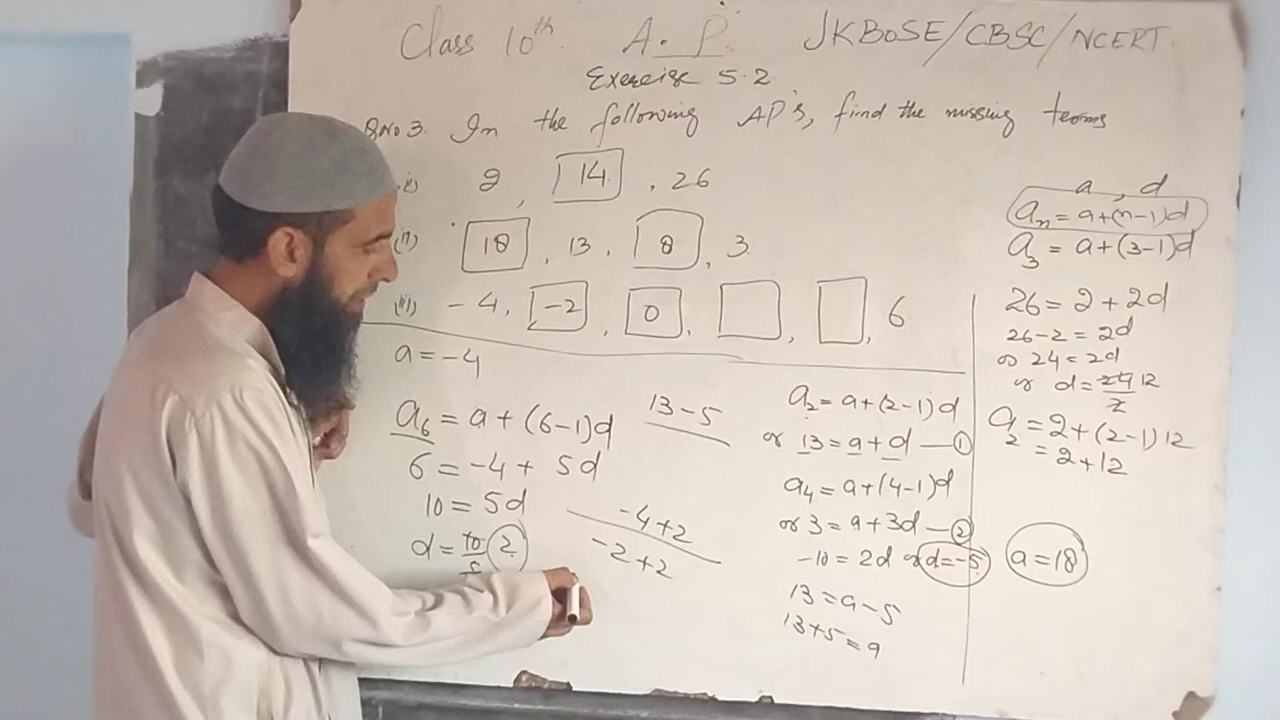 Class 10th A.P. JKBOSE/CBSC/NCERT
Exercise 5.2
QNo 3. In the following AP's, find the missing terms
(i) 2, 14, 26
(ii) 18, 13, 8, 3
(iii) -4, -2, 0, , , 6
a = -4
a₆ = a + (6-1)d
6 = -4 + 5d
10 = 5d
d = 10/5 2
13-5
-4+2
-2+2
a₂ = a+(2-1)d
or 13 = a+d — ①
a₄ = a+(4-1)d
or 3 = a+3d — ②
-10 = 2d or d=-5
13 = a-5
13+5 = a
a, d
aₙ = a+(n-1)d
a₃ = a+(3-1)d
26 = 2+2d
26-2 = 2d
or 24 = 2d
or d = 24/2 12
a₂ = 2+(2-1)12
= 2+12
a=18